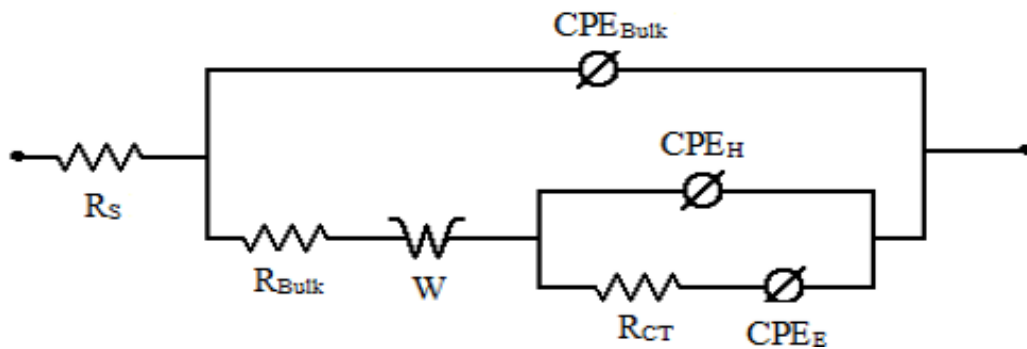 CPEBulk
CPEH
RS
RBulk
W
RCT
CPEE